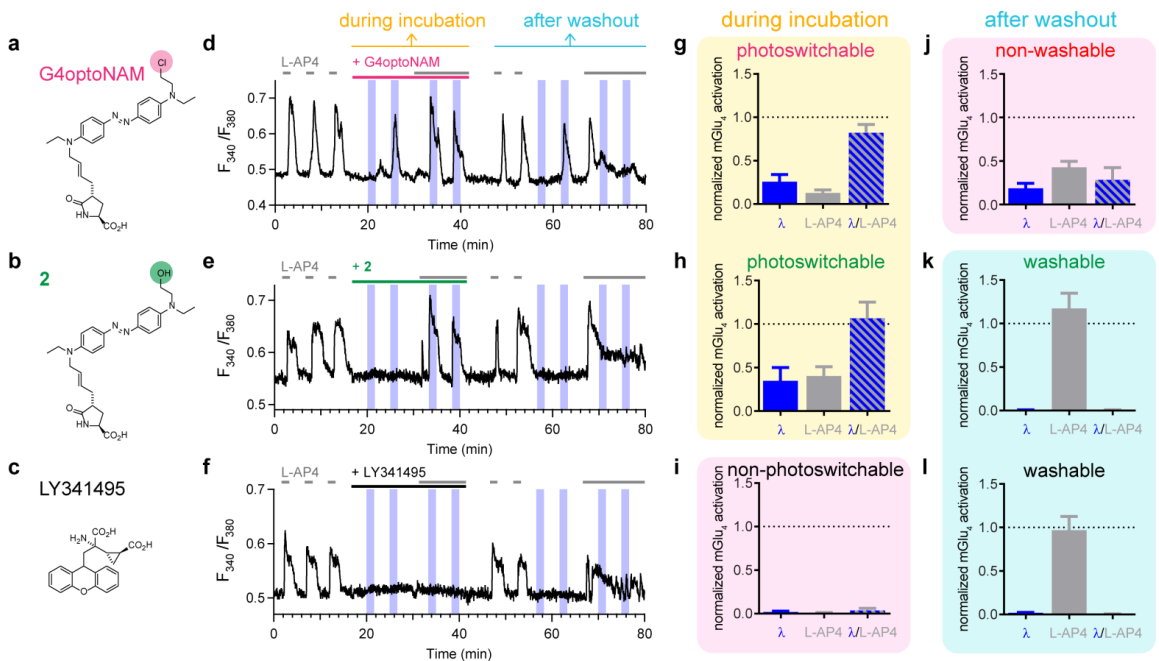 during incubation
after washout
during incubation
after washout
a
G4optoNAM
Cl
N
N
N
N
O
N
H
CO₂H
d
L-AP4
+ G4optoNAM
F340 /F380
0.7
0.6
0.5
0.4
0
20
40
60
80
Time (min)
g
photoswitchable
normalized mGlu₄ activation
1.5
1.0
0.5
0.0
λ
L-AP4
λ/L-AP4
j
non-washable
normalized mGlu₄ activation
1.5
1.0
0.5
0.0
λ
L-AP4
λ/L-AP4
b
2
OH
N
N
N
N
O
N
H
CO₂H
e
L-AP4
+ 2
F340 /F380
0.7
0.6
0.5
0
20
40
60
80
Time (min)
h
photoswitchable
normalized mGlu₄ activation
1.5
1.0
0.5
0.0
λ
L-AP4
λ/L-AP4
k
washable
normalized mGlu₄ activation
1.5
1.0
0.5
0.0
λ
L-AP4
λ/L-AP4
c
LY341495
H₂N
CO₂H
CO₂H
O
f
L-AP4
+ LY341495
F340 /F380
0.7
0.6
0.5
0
20
40
60
80
Time (min)
i
non-photoswitchable
normalized mGlu₄ activation
1.5
1.0
0.5
0.0
λ
L-AP4
λ/L-AP4
l
washable
normalized mGlu₄ activation
1.5
1.0
0.5
0.0
λ
L-AP4
λ/L-AP4